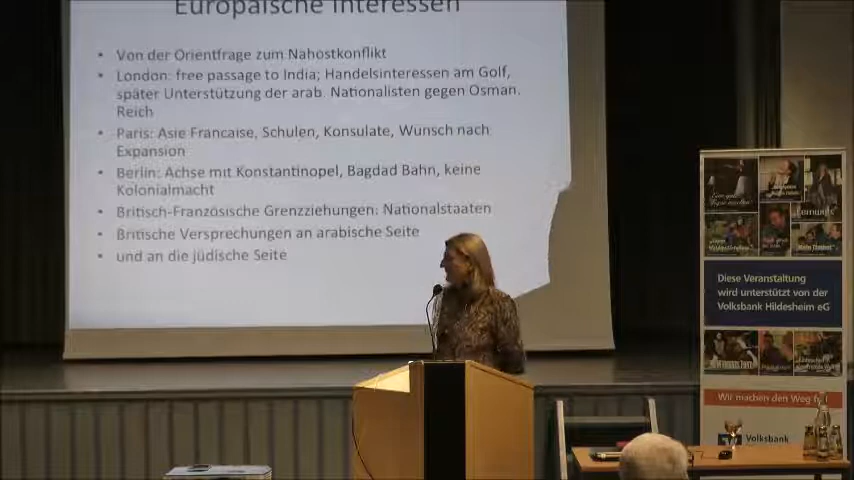 Europäische Interessen
• Von der Orientfrage zum Nahostkonflikt
• London: free passage to India; Handelsinteressen am Golf,
später Unterstützung der arab. Nationalisten gegen Osman.
Reich
• Paris: Asie Francaise, Schulen, Konsulate, Wunsch nach
Expansion
• Berlin: Achse mit Konstantinopel, Bagdad Bahn, keine
Kolonialmacht
• Britisch-Französische Grenzziehungen: Nationalstaaten
• Britische Versprechungen an arabische Seite
• und an die jüdische Seite
Diese Veranstaltung
wird unterstützt von der
Volksbank Hildesheim eG
Wir machen den Weg frei
Volksbank